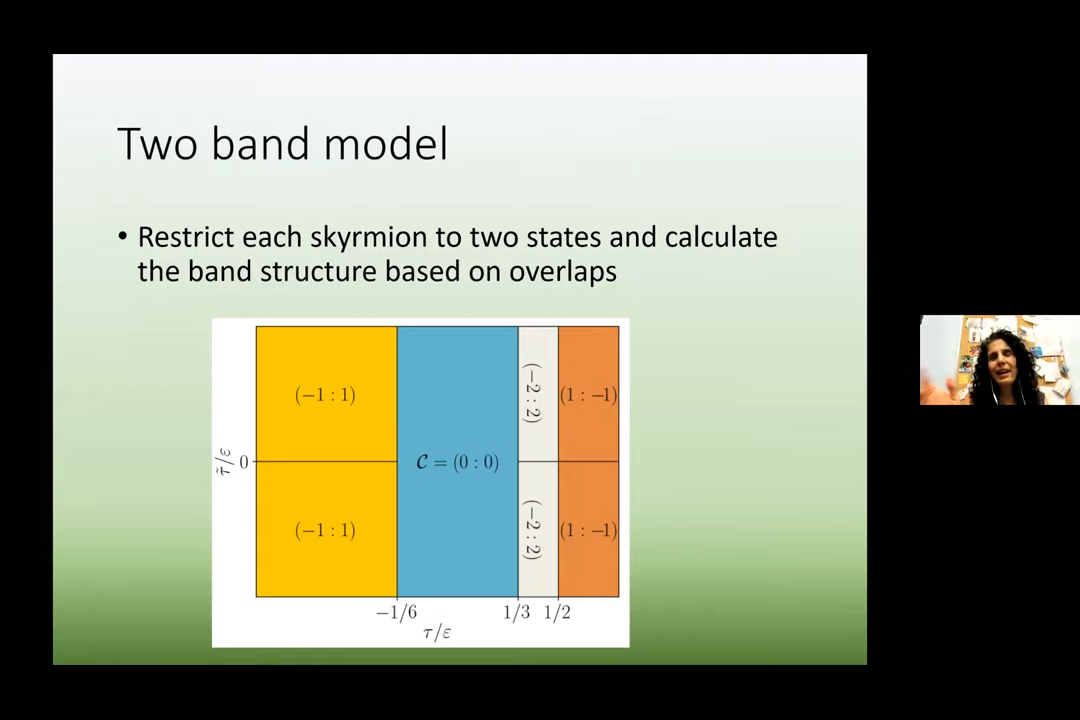 Two band model
• Restrict each skyrmion to two states and calculate
the band structure based on overlaps
(−1 : 1)
(−2 : 2)
(1 : −1)
τ̃/ε
0
𝒞 = (0 : 0)
(−1 : 1)
(−2 : 2)
(1 : −1)
−1/6
1/3
1/2
τ/ε